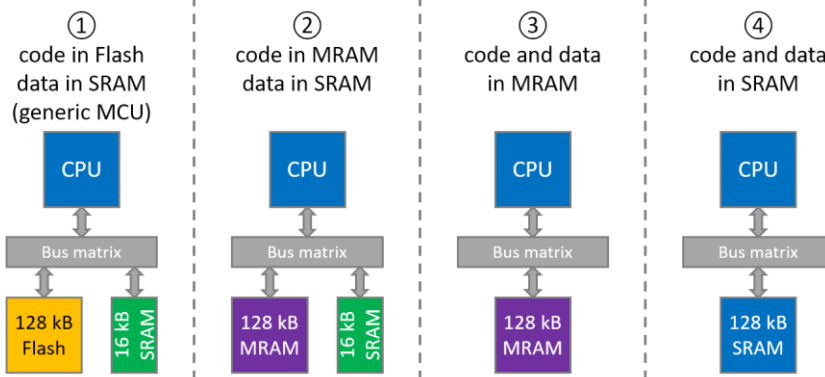 ①
code in Flash
data in SRAM
(generic MCU)
CPU
Bus matrix
128 kB
Flash
16 kB
SRAM
②
code in MRAM
data in SRAM
CPU
Bus matrix
128 kB
MRAM
16 kB
SRAM
③
code and data
in MRAM
CPU
Bus matrix
128 kB
MRAM
④
code and data
in SRAM
CPU
Bus matrix
128 kB
SRAM